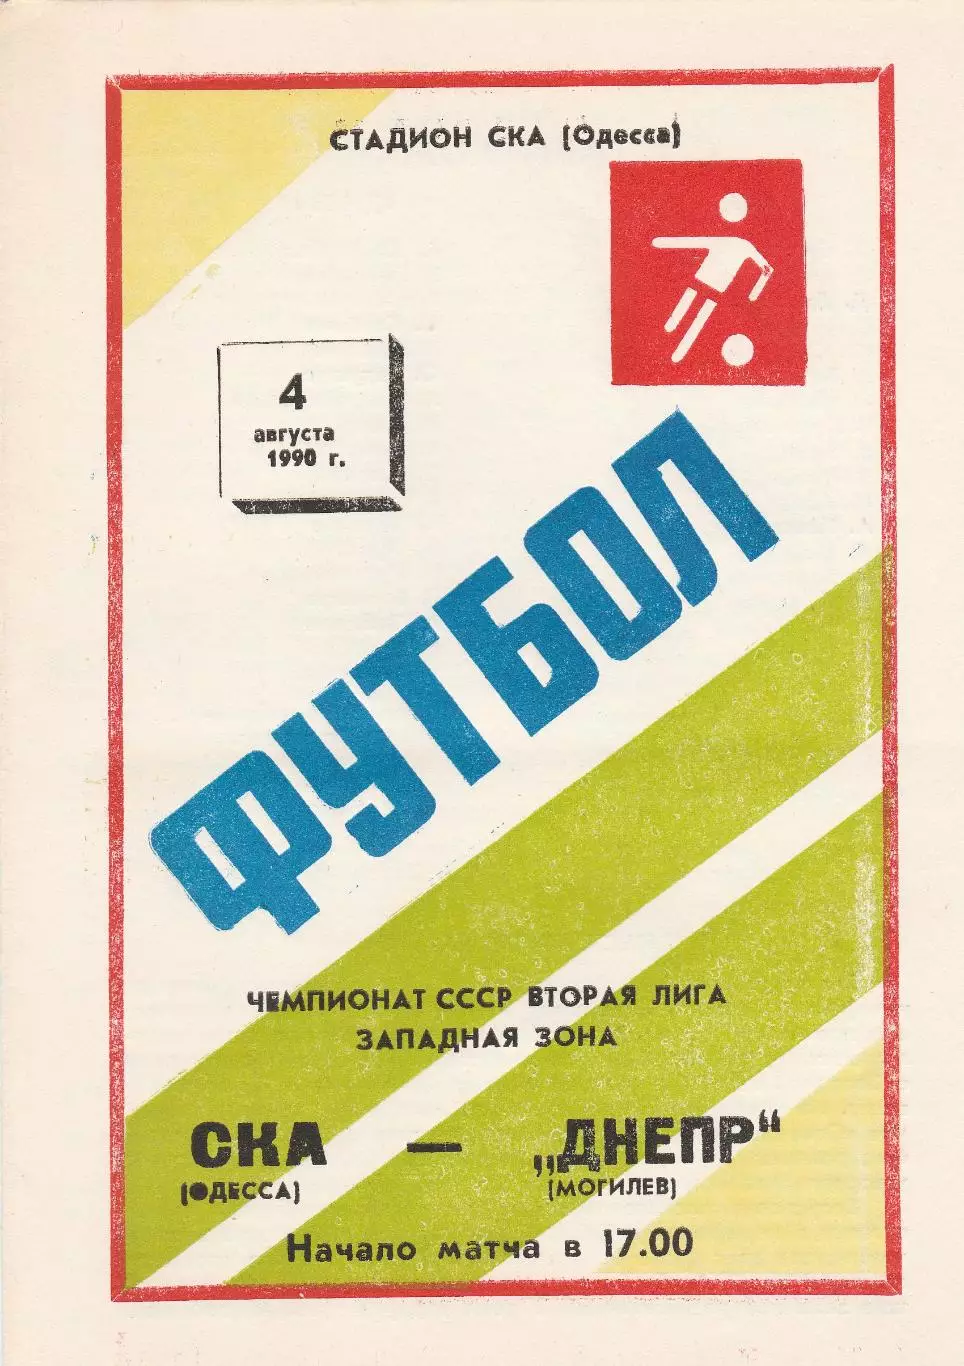 СТАДИОН СКА (Одесса)
4
августа
1990 г.
ФУТБОЛ
ЧЕМПИОНАТ СССР ВТОРАЯ ЛИГА
ЗАПАДНАЯ ЗОНА
СКА — „ДНЕПР“
(ОДЕССА) (МОГИЛЕВ)
Начало матча в 17.00